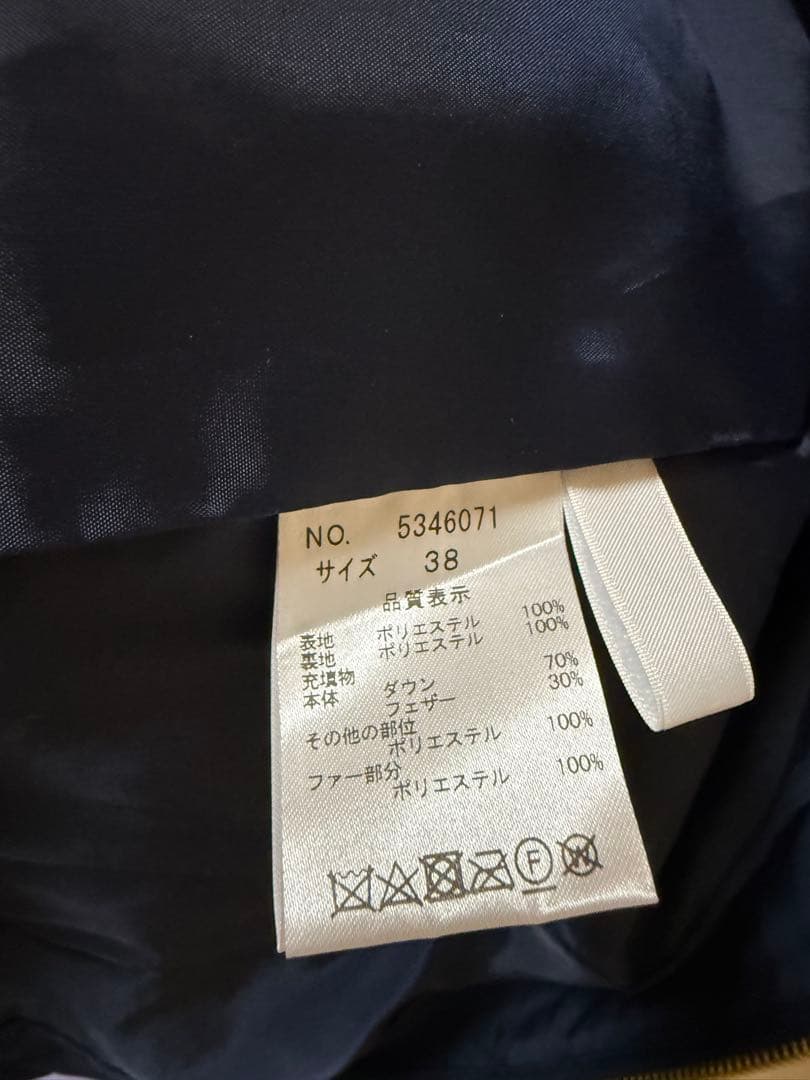 NO. 5346071
サイズ 38
品質表示
表地 ポリエステル 100%
裏地 ポリエステル 100%
充填物
本体 ダウン 70%
フェザー 30%
その他の部位
ポリエステル 100%
ファー部分
ポリエステル 100%
F
W